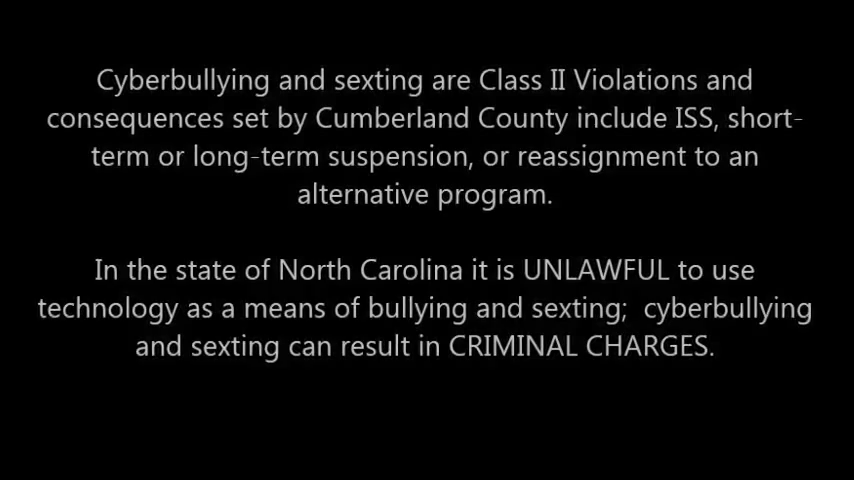 Cyberbullying and sexting are Class II Violations and
consequences set by Cumberland County include ISS, short-
term or long-term suspension, or reassignment to an
alternative program.
In the state of North Carolina it is UNLAWFUL to use
technology as a means of bullying and sexting;  cyberbullying
and sexting can result in CRIMINAL CHARGES.